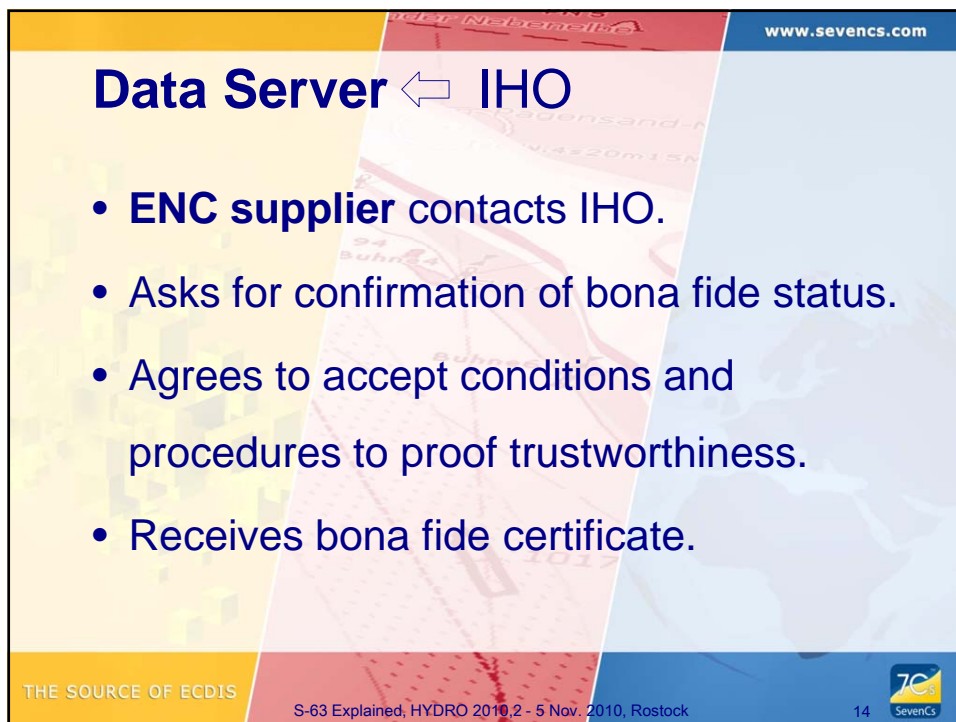 www.sevencs.com
Data Server ⇦ IHO
• ENC supplier contacts IHO.
• Asks for confirmation of bona fide status.
• Agrees to accept conditions and
procedures to proof trustworthiness.
• Receives bona fide certificate.
THE SOURCE OF ECDIS
S-63 Explained, HYDRO 2010,2 - 5 Nov. 2010, Rostock
14
7Cs
SevenCs